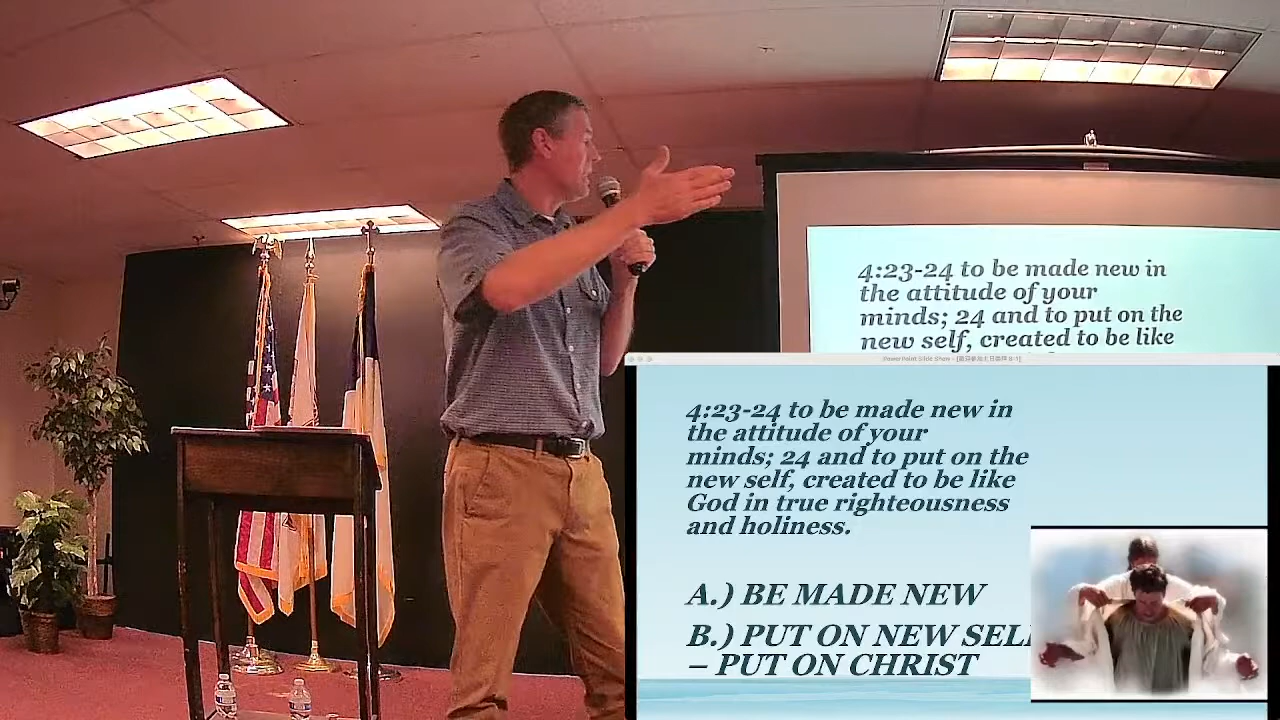 4:23-24 to be made new in
the attitude of your
minds; 24 and to put on the
new self, created to be like
4:23-24 to be made new in
the attitude of your
minds; 24 and to put on the
new self, created to be like
God in true righteousness
and holiness.
A.) BE MADE NEW
B.) PUT ON NEW SEL
– PUT ON CHRIST